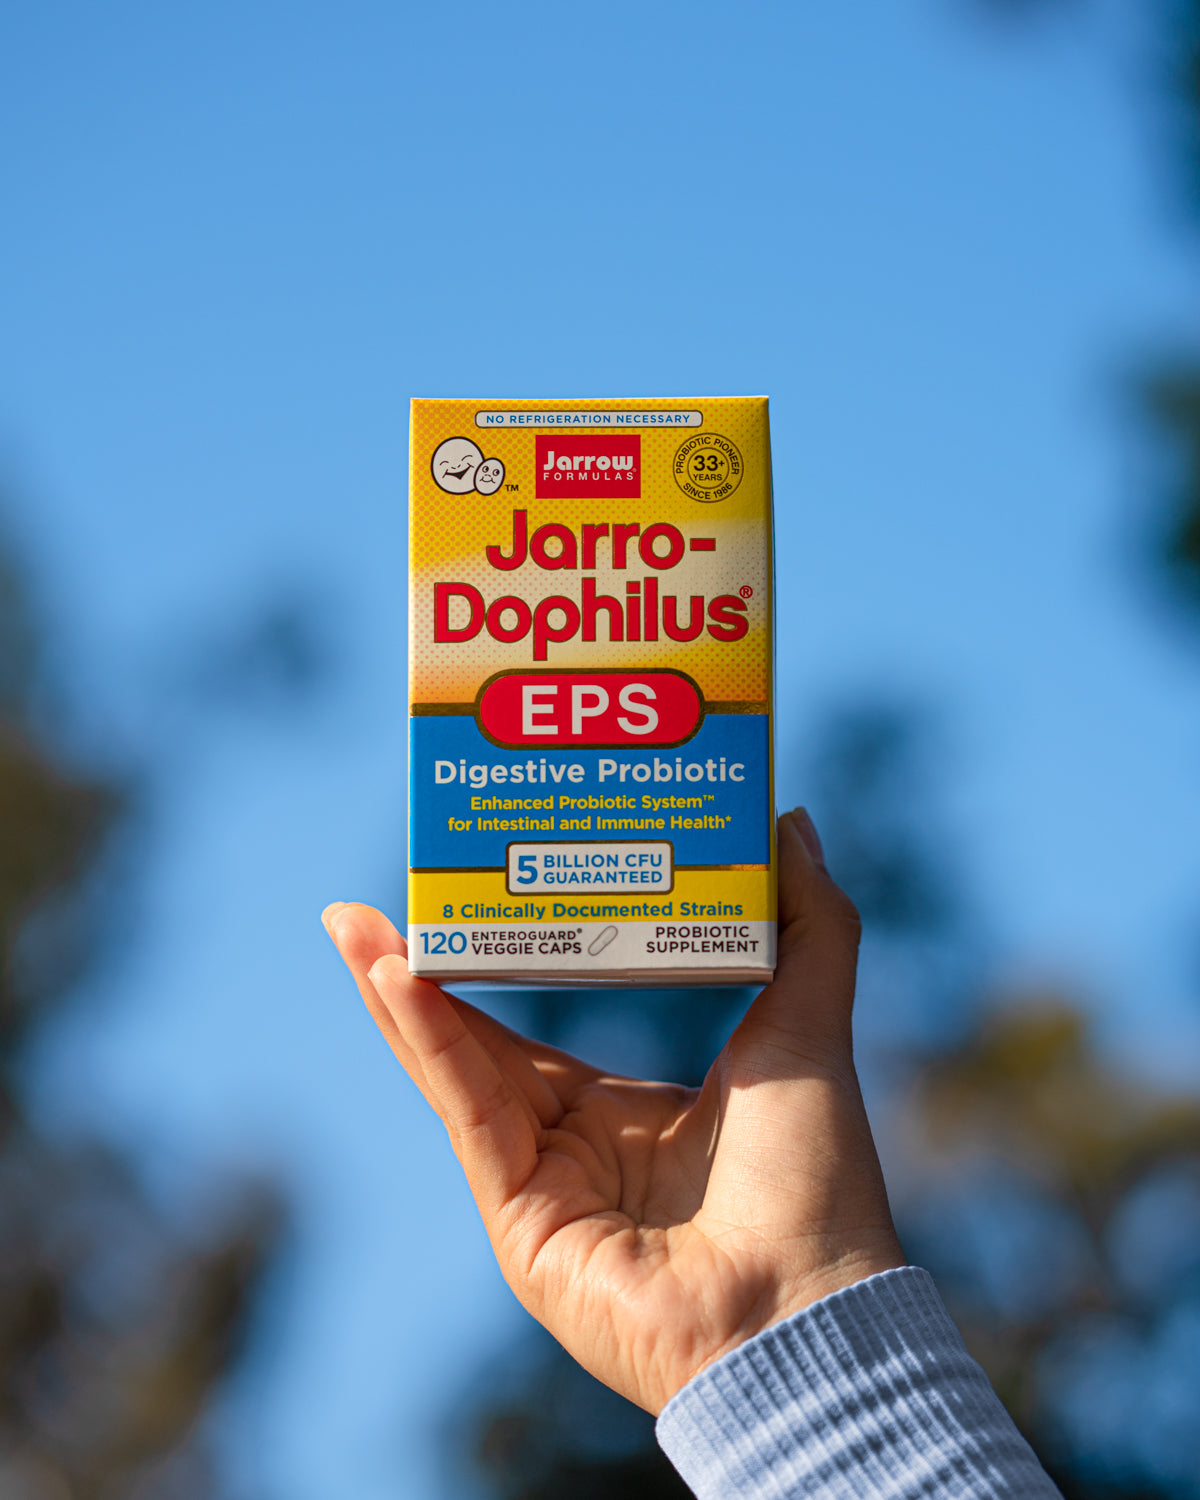 NO REFRIGERATION NECESSARY
TM
Jarrow
FORMULAS®
PROBIOTIC PIONEER
33+
YEARS
SINCE 1986
Jarro-
Dophilus®
EPS
Digestive Probiotic
Enhanced Probiotic System™
for Intestinal and Immune Health*
5 BILLION CFU
GUARANTEED
8 Clinically Documented Strains
120 ENTEROGUARD®
VEGGIE CAPS
PROBIOTIC
SUPPLEMENT